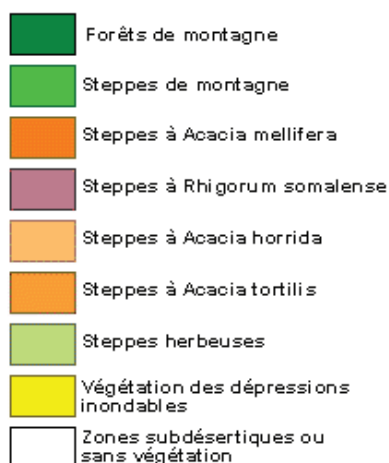 Forêts de montagne
Steppes de montagne
Steppes à Acacia mellifera
Steppes à Rhigorum somalense
Steppes à Acacia horrida
Steppes à Acacia tortilis
Steppes herbeuses
Végétation des dépressions
inondables
Zones subdésertiques ou
sans végétation